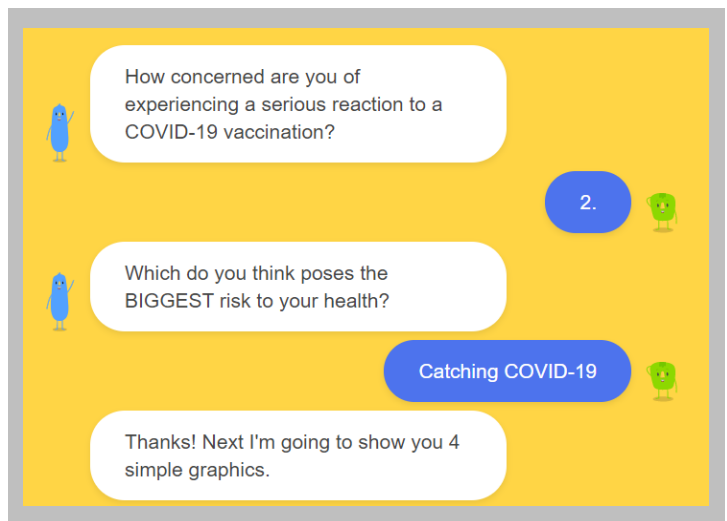 How concerned are you of
experiencing a serious reaction to a
COVID-19 vaccination?
2.
Which do you think poses the
BIGGEST risk to your health?
Catching COVID-19
Thanks! Next I'm going to show you 4
simple graphics.